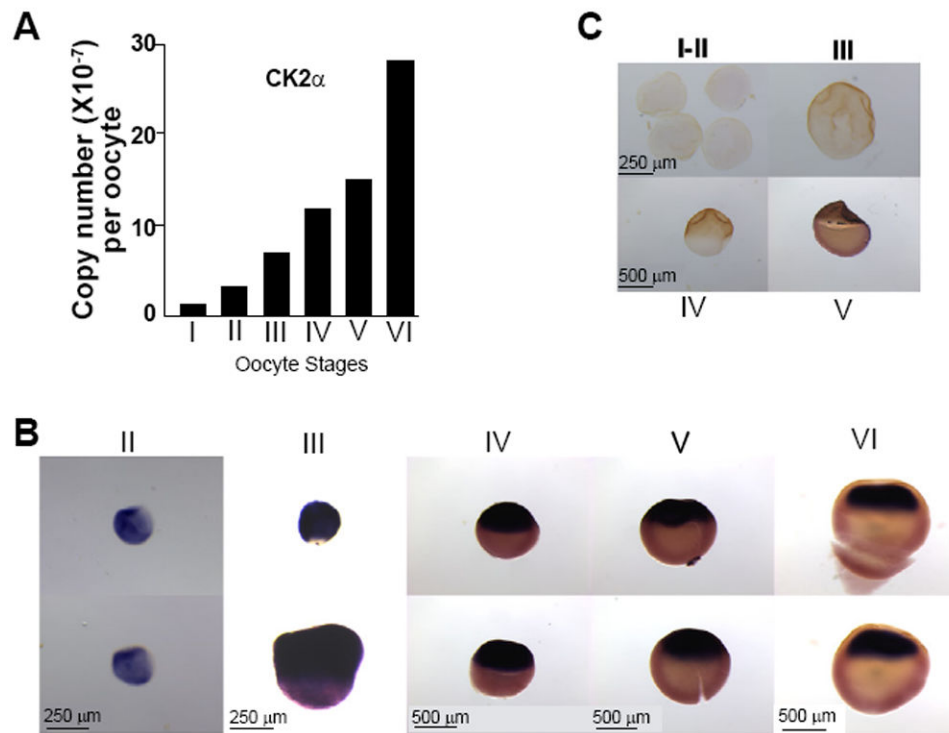 A
Copy number (X10⁻⁷)
per oocyte
30
20
10
0
CK2α
I II III IV V VI
Oocyte Stages
C
I-II III
250 μm
500 μm
IV V
B
II III IV V VI
250 μm 250 μm 500 μm 500 μm 500 μm